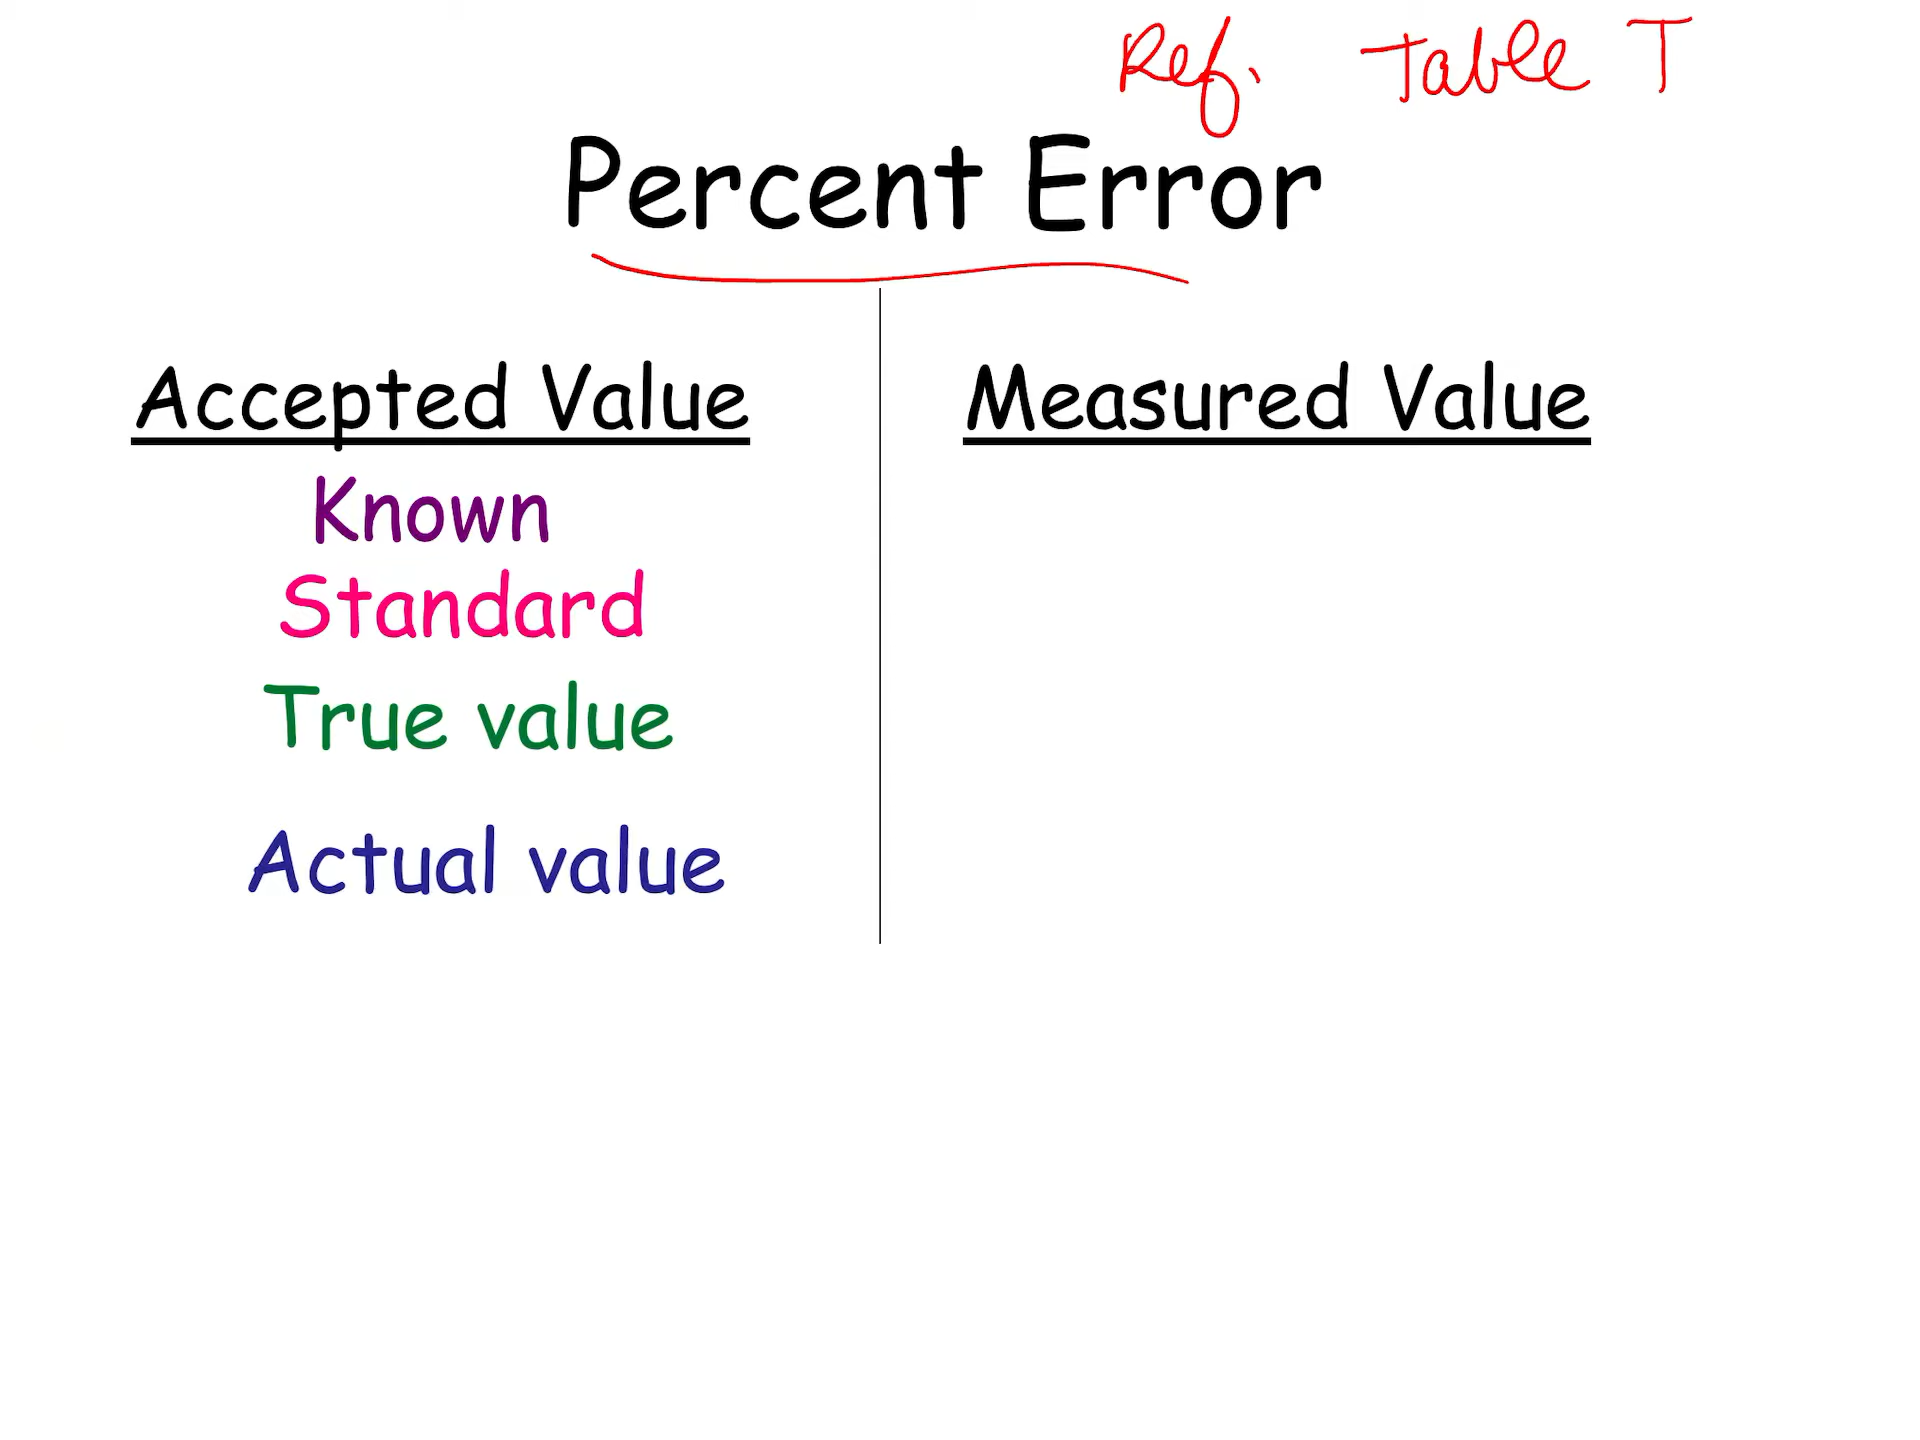 Ref. Table T
Percent Error
Accepted Value
Known
Standard
True value
Actual value
Measured Value